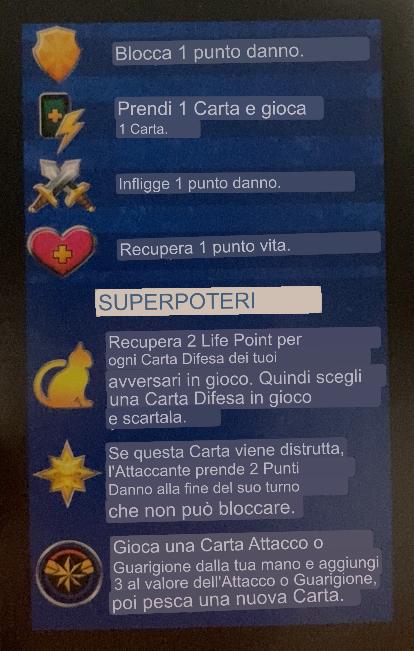 Blocca 1 punto danno.
Prendi 1 Carta e gioca
1 Carta.
Infligge 1 punto danno.
Recupera 1 punto vita.
SUPERPOTERI
Recupera 2 Life Point per
ogni Carta Difesa dei tuoi
avversari in gioco. Quindi scegli
una Carta Difesa in gioco
e scartala.
Se questa Carta viene distrutta,
l'Attaccante prende 2 Punti
Danno alla fine del suo turno
che non può bloccare.
Gioca una Carta Attacco o
Guarigione dalla tua mano e aggiungi
3 al valore dell'Attacco o Guarigione,
poi pesca una nuova Carta.